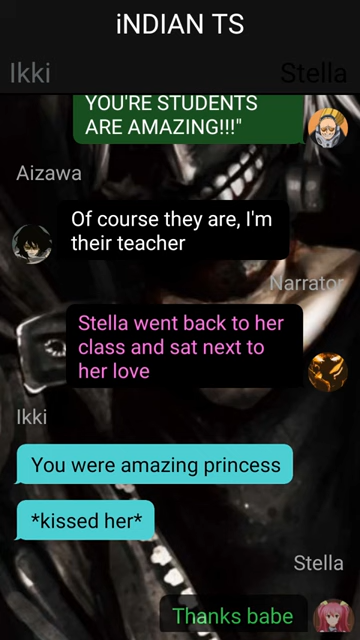 iNDIAN TS
Ikki
Stella
YOU'RE STUDENTS
ARE AMAZING!!!"
Aizawa
Of course they are, I'm
their teacher
Narrator
Stella went back to her
class and sat next to
her love
Ikki
You were amazing princess
*kissed her*
Stella
Thanks babe